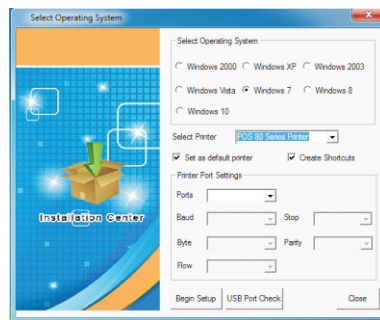 Select Operating System
Select Operating System
Windows 2000 Windows XP Windows 2003
Windows Vista Windows 7 Windows 8
Windows 10
Select Printer POS 80 Series Printer
Set as default printer Create Shortcuts
Printer Port Settings
Ports
Baud Stop
Byte Parity
Flow
Installation Center
Begin Setup USB Port Check Close